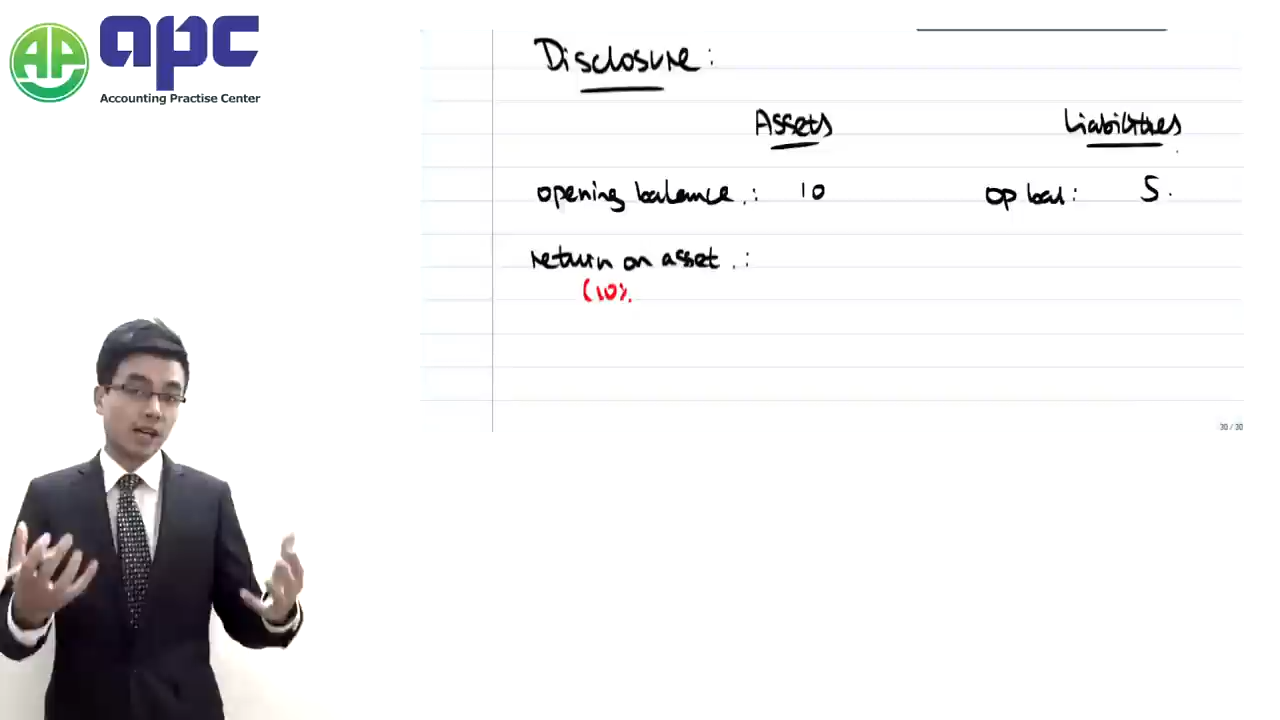 AP
apc
Accounting Practise Center
Disclosure:
Assets Liabilities
opening balance.: 10 op bal: 5.
return on asset.:
(10%
30 / 30